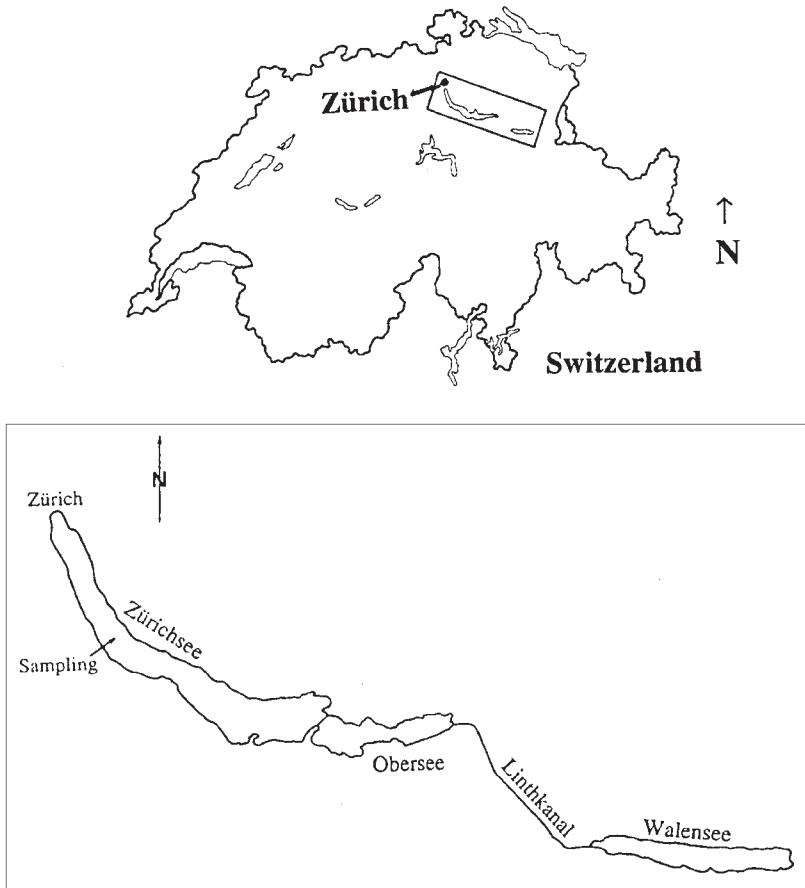 Zürich
↑
N
Switzerland
N
Zürich
Zürichsee
Sampling
Obersee
Linthkanal
Walensee